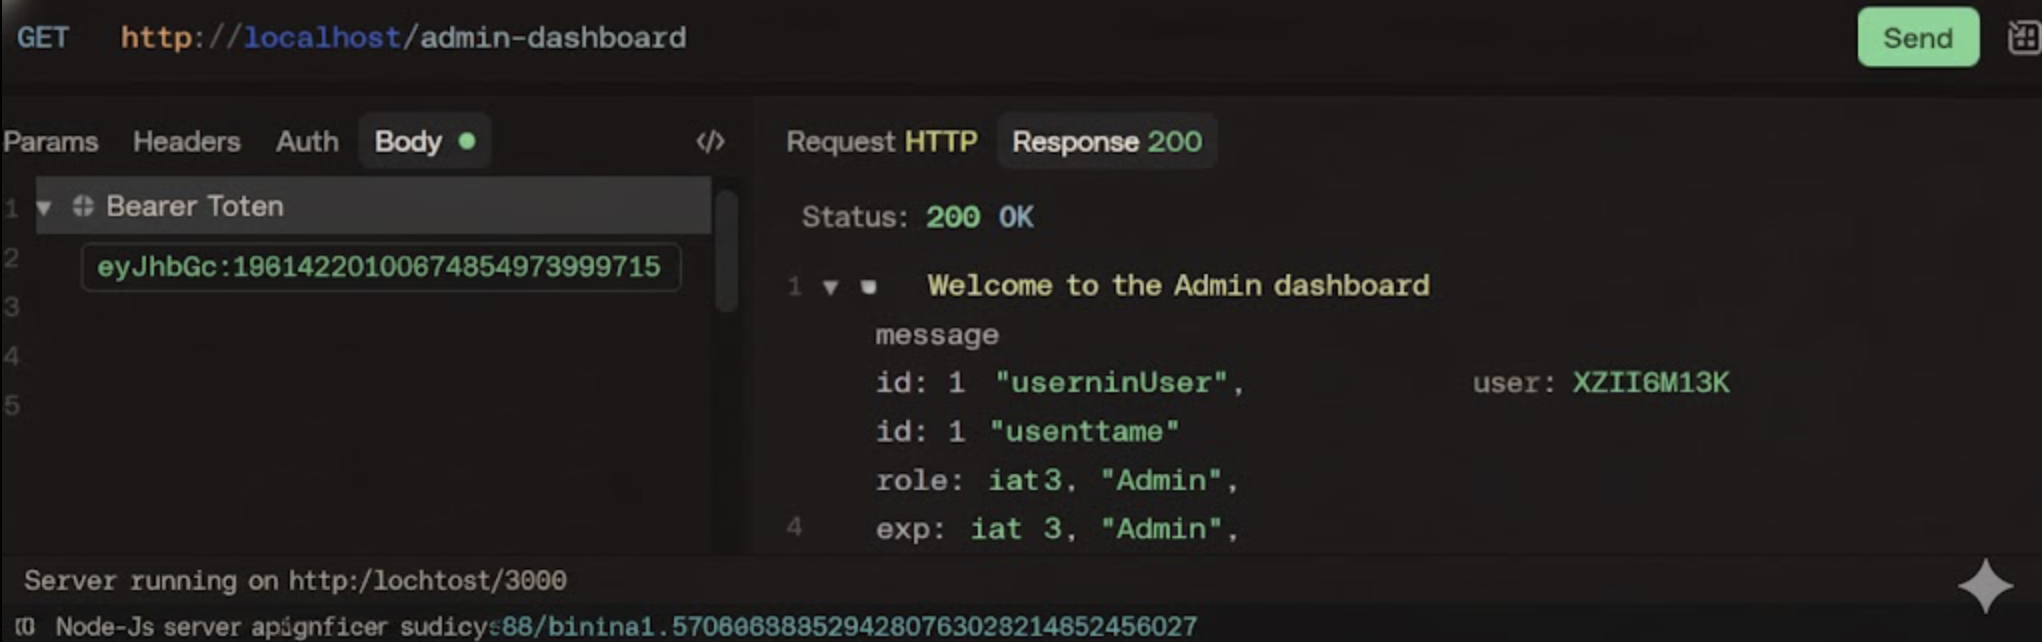 GET http://localhost/admin-dashboard Send
Params Headers Auth Body </>
Request HTTP Response 200
1 Bearer Toten
2 eyJhbGc:19614220100674854973999715
3
4
5
Status: 200 OK
1 Welcome to the Admin dashboard
message
id: 1 "userninUser", user: XZII6M13K
id: 1 "usenttame"
role: iat3, "Admin",
4 exp: iat 3, "Admin",
Server running on http:/lochtost/3000
Node-Js server apignficer sudicys88/binina1.5706068885294280763028214852456027